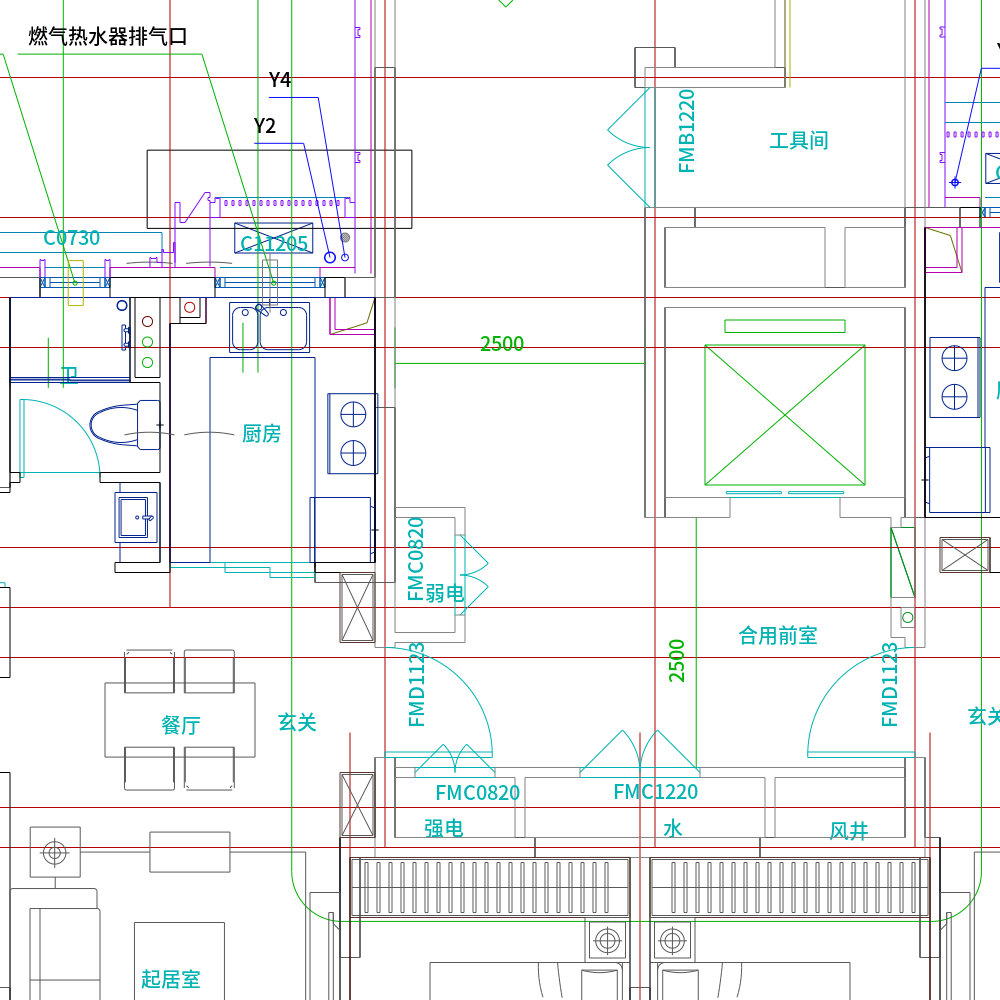 燃气热水器排气口
Y4
Y2
FMB1220
工具间
C0730
C11205
2500
卫
厨房
FMC0820
弱电
合用前室
2500
FMD1123
FMD1123
餐厅
玄关
玄关
FMC0820
FMC1220
强电
水
风井
起居室